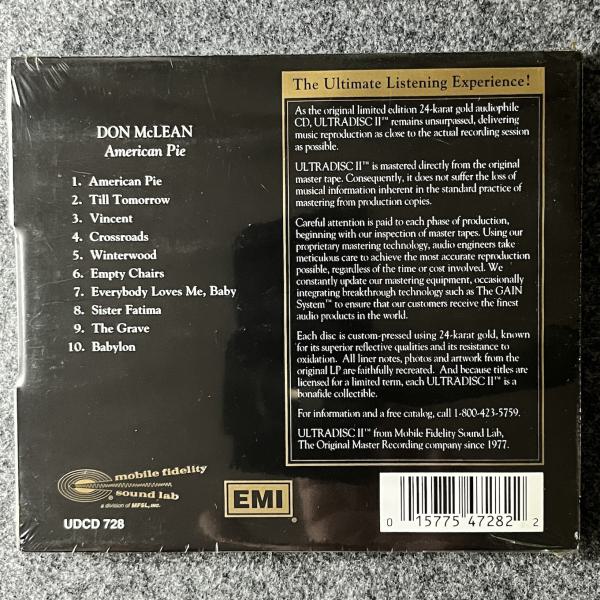 DON McLEAN
American Pie
1. American Pie
2. Till Tomorrow
3. Vincent
4. Crossroads
5. Winterwood
6. Empty Chairs
7. Everybody Loves Me, Baby
8. Sister Fatima
9. The Grave
10. Babylon
The Ultimate Listening Experience!
As the original limited edition 24-karat gold audiophile
CD, ULTRADISC II™ remains unsurpassed, delivering
music reproduction as close to the actual recording session
as possible.
ULTRADISC II™ is mastered directly from the original
master tape. Consequently, it does not suffer the loss of
musical information inherent in the standard practice of
mastering from production copies.
Careful attention is paid to each phase of production,
beginning with our inspection of master tapes. Using our
proprietary mastering technology, audio engineers take
meticulous care to achieve the most accurate reproduction
possible, regardless of the time or cost involved. We
constantly update our mastering equipment, occasionally
integrating breakthrough technology such as The GAIN
System™ to ensure that our customers receive the finest
audio products in the world.
Each disc is custom-pressed using 24-karat gold, known
for its superior reflective qualities and its resistance to
oxidation. All liner notes, photos and artwork from the
original LP are faithfully recreated. And because titles are
licensed for a limited term, each ULTRADISC II™ is a
bonafide collectible.
For information and a free catalog, call 1-800-423-5759.
ULTRADISC II™ from Mobile Fidelity Sound Lab,
The Original Master Recording company since 1977.
mobile fidelity
sound lab
a division of MFSL, INC.
UDCD 728
EMI
®
0 15775 47282 2